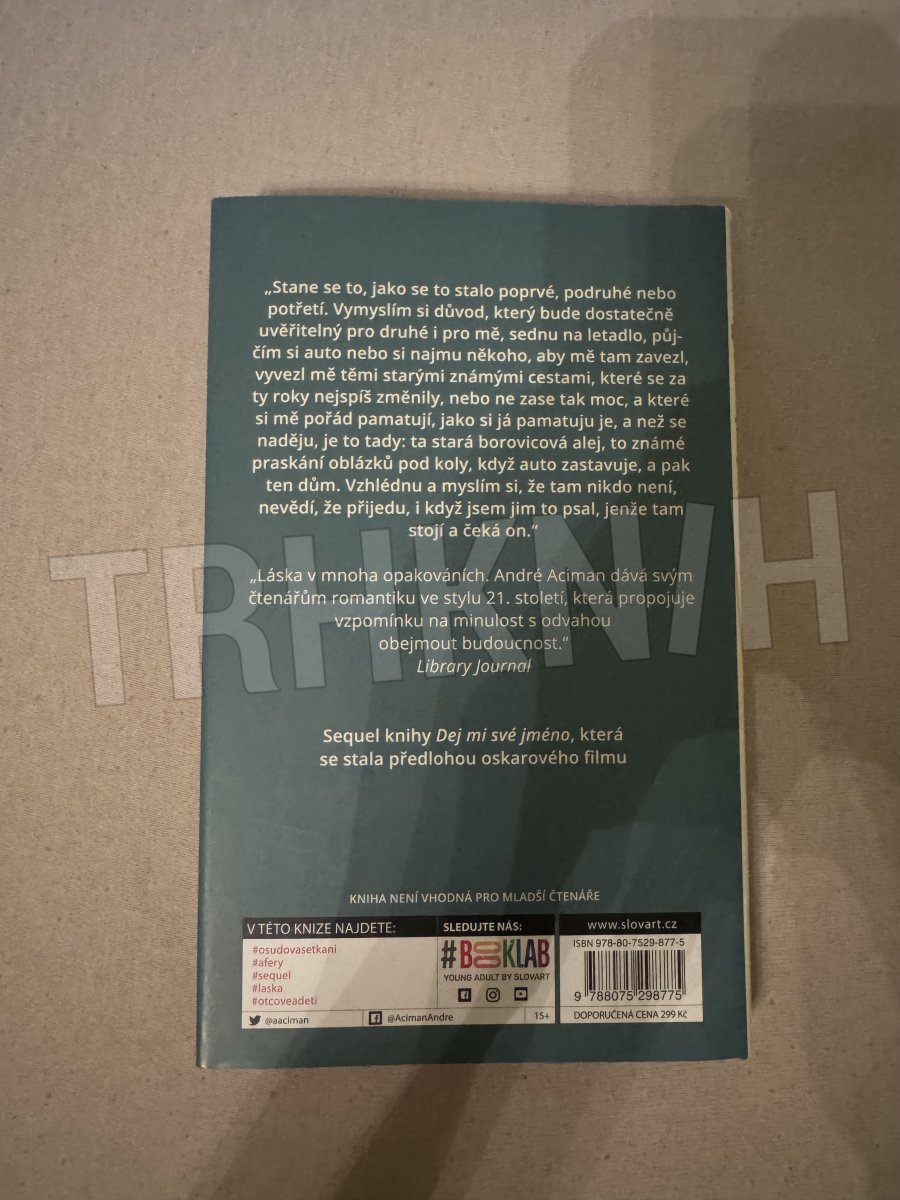 „Stane se to, jako se to stalo poprvé, podruhé nebo
potřetí. Vymyslím si důvod, který bude dostatečně
uvěřitelný pro druhé i pro mě, sednu na letadlo, půj-
čím si auto nebo si najmu někoho, aby mě tam zavezl,
vyvezl mě těmi starými známými cestami, které se za
ty roky nejspíš změnily, nebo ne zase tak moc, a které
si mě pořád pamatují, jako si já pamatuju je, a než se
naděju, je to tady: ta stará borovicová alej, to známé
praskání oblázků pod koly, když auto zastavuje, a pak
ten dům. Vzhlédnu a myslím si, že tam nikdo není,
nevědí, že přijedu, i když jsem jim to psal, jenže tam
stojí a čeká on.“
TRHKNIH
„Láska v mnoha opakováních. André Aciman dává svým
čtenářům romantiku ve stylu 21. století, která propojuje
vzpomínku na minulost s odvahou
obejmout budoucnost.“
Library Journal
Sequel knihy Dej mi své jméno, která
se stala předlohou oskarového filmu
KNIHA NENÍ VHODNÁ PRO MLADŠÍ ČTENÁŘE
V TÉTO KNIZE NAJDETE:
#osudovasetkani
#afery
#sequel
#laska
#otcoveadeti
@aaciman
@AcimanAndre
15+
SLEDUJTE NÁS:
#BOOKLAB
YOUNG ADULT BY SLOVART
www.slovart.cz
ISBN 978-80-7529-877-5
9 788075 298775
DOPORUČENÁ CENA 299 Kč